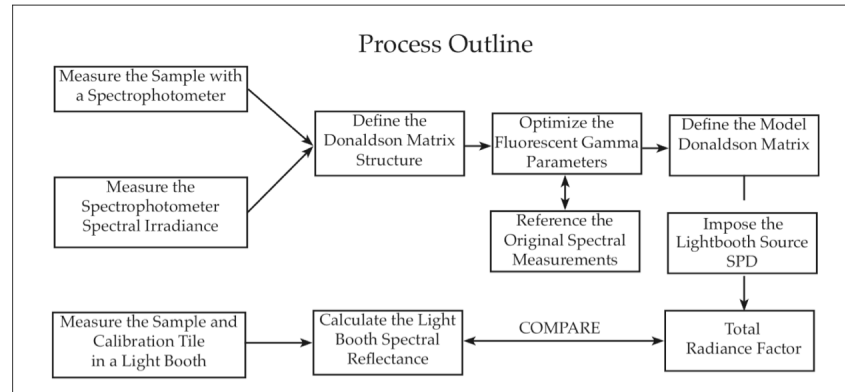 Process Outline
Measure the Sample with
a Spectrophotometer
Measure the
Spectrophotometer
Spectral Irradiance
Define the
Donaldson Matrix
Structure
Optimize the
Fluorescent Gamma
Parameters
Reference the
Original Spectral
Measurements
Define the Model
Donaldson Matrix
Impose the
Lightbooth Source
SPD
Measure the Sample and
Calibration Tile
in a Light Booth
Calculate the Light
Booth Spectral
Reflectance
COMPARE
Total
Radiance Factor